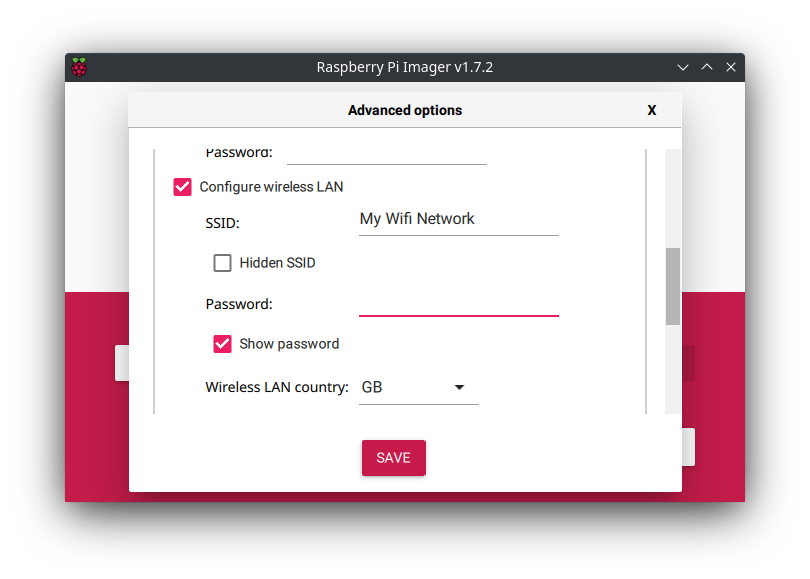 Raspberry Pi Imager v1.7.2
Advanced options X
Password:
Configure wireless LAN
SSID: My Wifi Network
Hidden SSID
Password:
Show password
Wireless LAN country: GB
SAVE